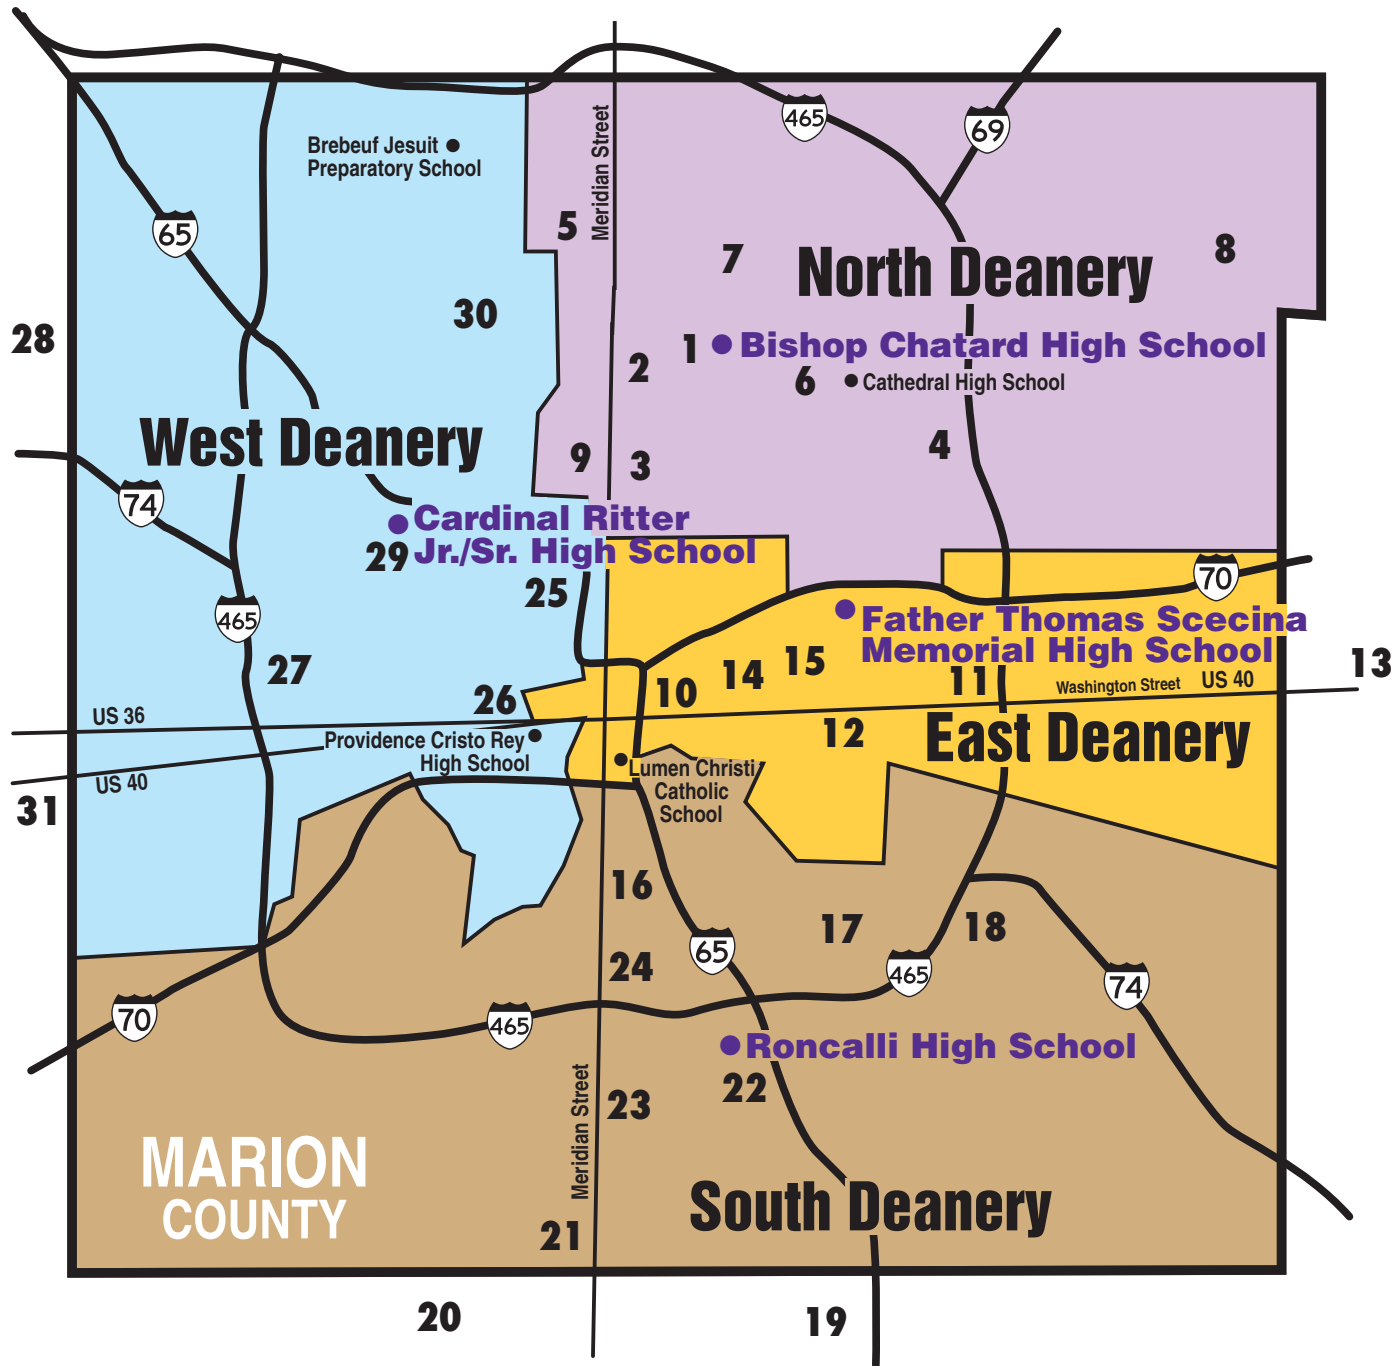 465
69
Meridian Street
Brebeuf Jesuit
Preparatory School
5
65
7
8
North Deanery
30
28
1
Bishop Chatard High School
2
6
Cathedral High School
West Deanery
4
9
3
74
Cardinal Ritter
Jr./Sr. High School
29
25
70
465
Father Thomas Scecina
Memorial High School
15
13
27
14
10
11
Washington Street
US 40
26
US 36
12
East Deanery
Providence Cristo Rey
High School
US 40
Lumen Christi
Catholic
School
31
16
17
18
65
24
465
74
70
465
Roncalli High School
22
23
Meridian Street
MARION
COUNTY
South Deanery
21
20
19